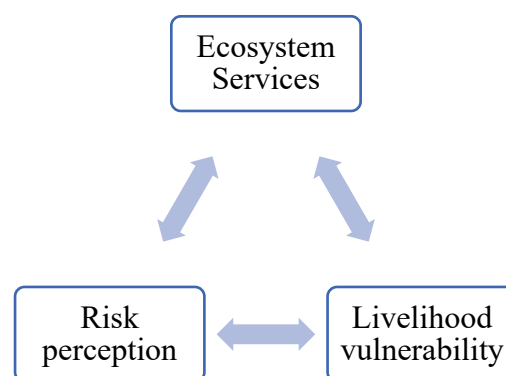 Ecosystem
Services
Risk
perception
Livelihood
vulnerability